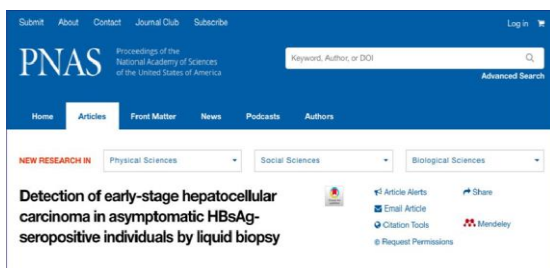 Submit About Contact Journal Club Subscribe Log in
PNAS
Proceedings of the
National Academy of Sciences
of the United States of America
Keyword, Author, or DOI
Advanced Search
Home Articles Front Matter News Podcasts Authors
NEW RESEARCH IN Physical Sciences Social Sciences Biological Sciences
Detection of early-stage hepatocellular
carcinoma in asymptomatic HBsAg-
seropositive individuals by liquid biopsy
Article Alerts Share
Email Article
Citation Tools Mendeley
© Request Permissions